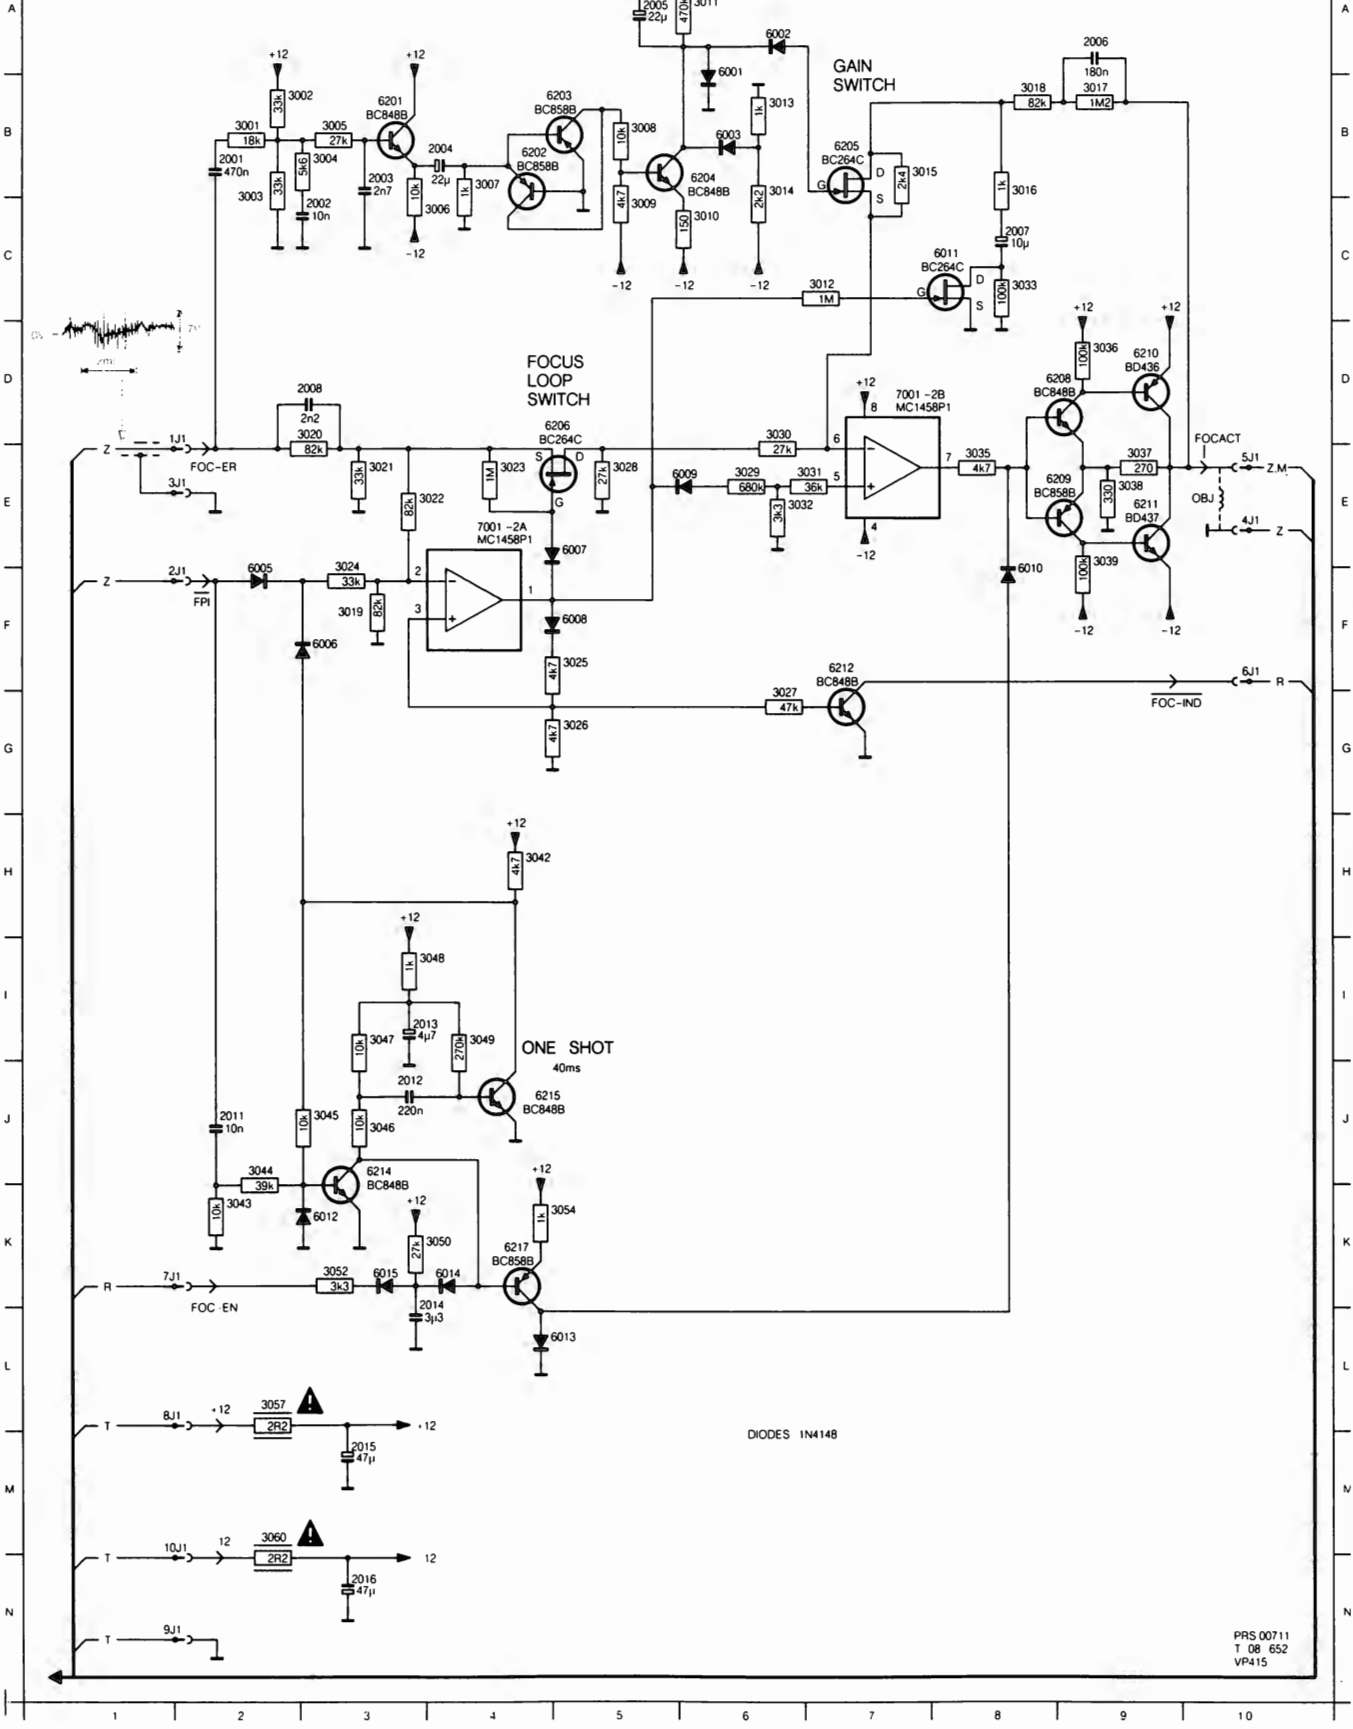 A
A
2005
22µ
470k
3011
6002
2006
180n
+12
+12
6001
GAIN
SWITCH
33k
3002
6201
BC848B
6203
BC858B
3018
82k
3017
1M2
1k
3013
B
B
3001
18k
3005
27k
2004
22µ
6202
BC858B
10k
3008
6003
6205
BC264C
2001
470n
5k6
3004
2003
2n7
3007
1k
6204
BC848B
D
G
S
2k4
3015
3003
33k
2002
10n
10k
3006
4k7
3009
150
3010
2k2
3014
1k
3016
-12
2007
10µ
C
C
6011
BC264C
-12
-12
-12
3012
1M
G
D
S
100k
3033
+12
+12
FOCUS
LOOP
SWITCH
100k
3036
6210
BD436
D
D
2008
2n2
+12
8
7001 -2B
MC1458P1
6208
BC848B
6206
BC264C
Z
1J1
FOC-ER
3020
82k
S
D
3030
27k
6
7
3035
4k7
3037
270
FOCACT
5J1
Z.M
33k
3021
1M
3023
27k
3028
6009
3029
680k
3031
36k
5
6209
BC858B
330
3038
OBJ
3J1
E
E
82k
3022
G
3k3
3032
6211
BD437
4J1
Z
7001 -2A
MC1458P1
6007
4
-12
100k
3039
6010
Z
2J1
FPI
6005
3024
33k
2
1
3019
82k
3
6008
F
F
6006
-12
-12
4k7
3025
6212
BC848B
6J1
R
3027
47k
FOC-IND
4k7
3026
G
G
+12
4k7
3042
H
H
+12
1k
3048
I
I
10k
3047
2013
4µ7
270k
3049
ONE SHOT
40ms
2012
220n
6215
BC848B
2011
10n
10k
3045
10k
3046
J
J
3044
39k
6214
BC848B
+12
10k
3043
6012
+12
1k
3054
K
K
27k
3050
6217
BC858B
R
7J1
FOC-EN
3052
3k3
6015
6014
2014
3µ3
6013
L
L
T
8J1
+12
3057
2R2
+12
DIODES 1N4148
2015
47µ
M
M
T
10J1
12
3060
2R2
12
2016
47µ
N
N
T
9J1
PRS 00711
T 08 652
VP415
1
2
3
4
5
6
7
8
9
10